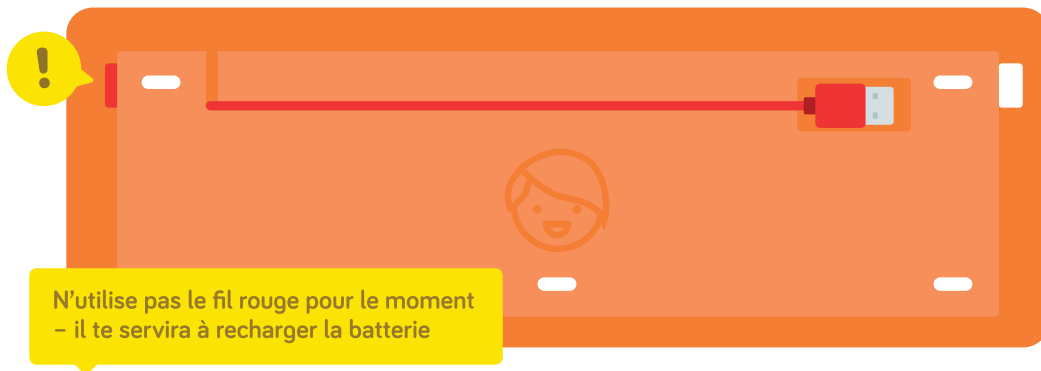 !
N’utilise pas le fil rouge pour le moment
– il te servira à recharger la batterie